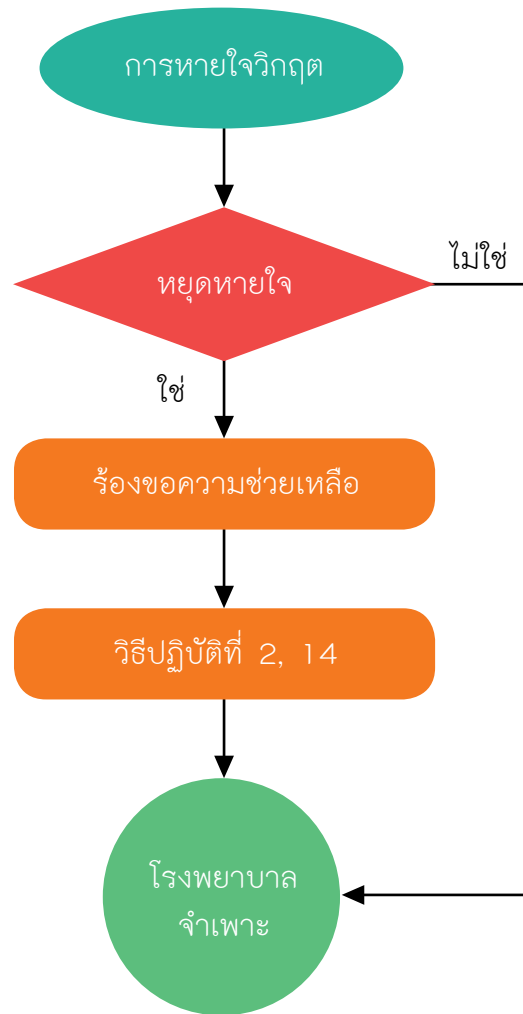 การหายใจวิกฤต
หยุดหายใจ
ไม่ใช่
ใช่
ร้องขอความช่วยเหลือ
วิธีปฏิบัติที่ 2, 14
โรงพยาบาล
จำเพาะ